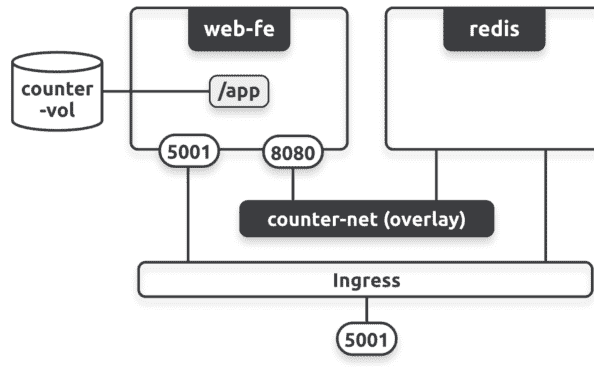 web-fe
redis
counter
-vol
/app
5001
8080
counter-net (overlay)
Ingress
5001